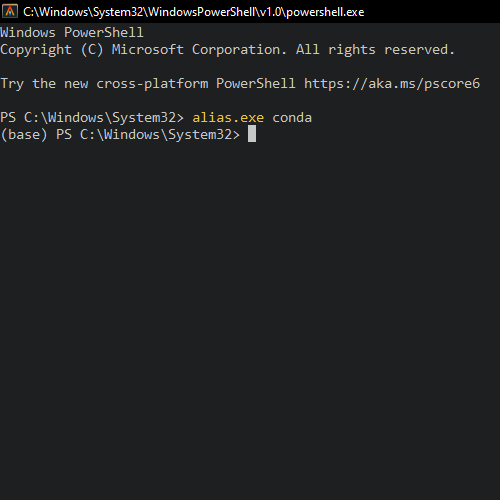 C:\Windows\System32\WindowsPowerShell\v1.0\powershell.exe
Windows PowerShell
Copyright (C) Microsoft Corporation. All rights reserved.
Try the new cross-platform PowerShell https://aka.ms/pscore6
PS C:\Windows\System32> alias.exe conda
(base) PS C:\Windows\System32>